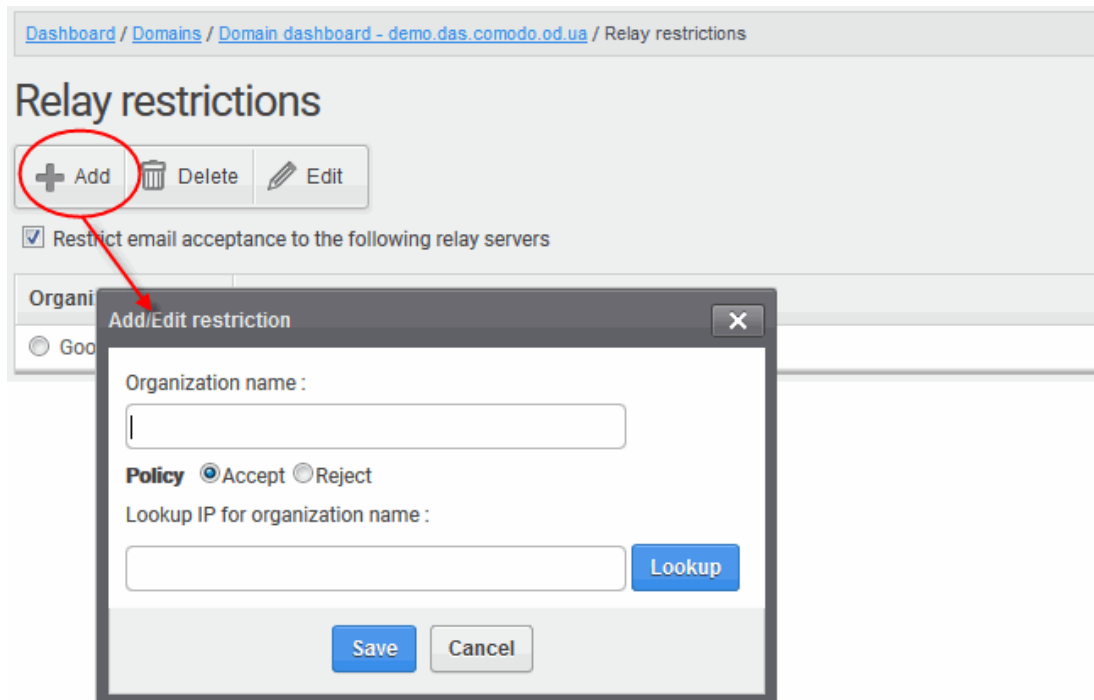 Dashboard / Domains / Domain dashboard - demo.das.comodo.od.ua / Relay restrictions
Relay restrictions
Add Delete Edit
Restrict email acceptance to the following relay servers
Organi
Goo
Add/Edit restriction
Organization name :
Policy Accept Reject
Lookup IP for organization name :
Lookup
Save Cancel